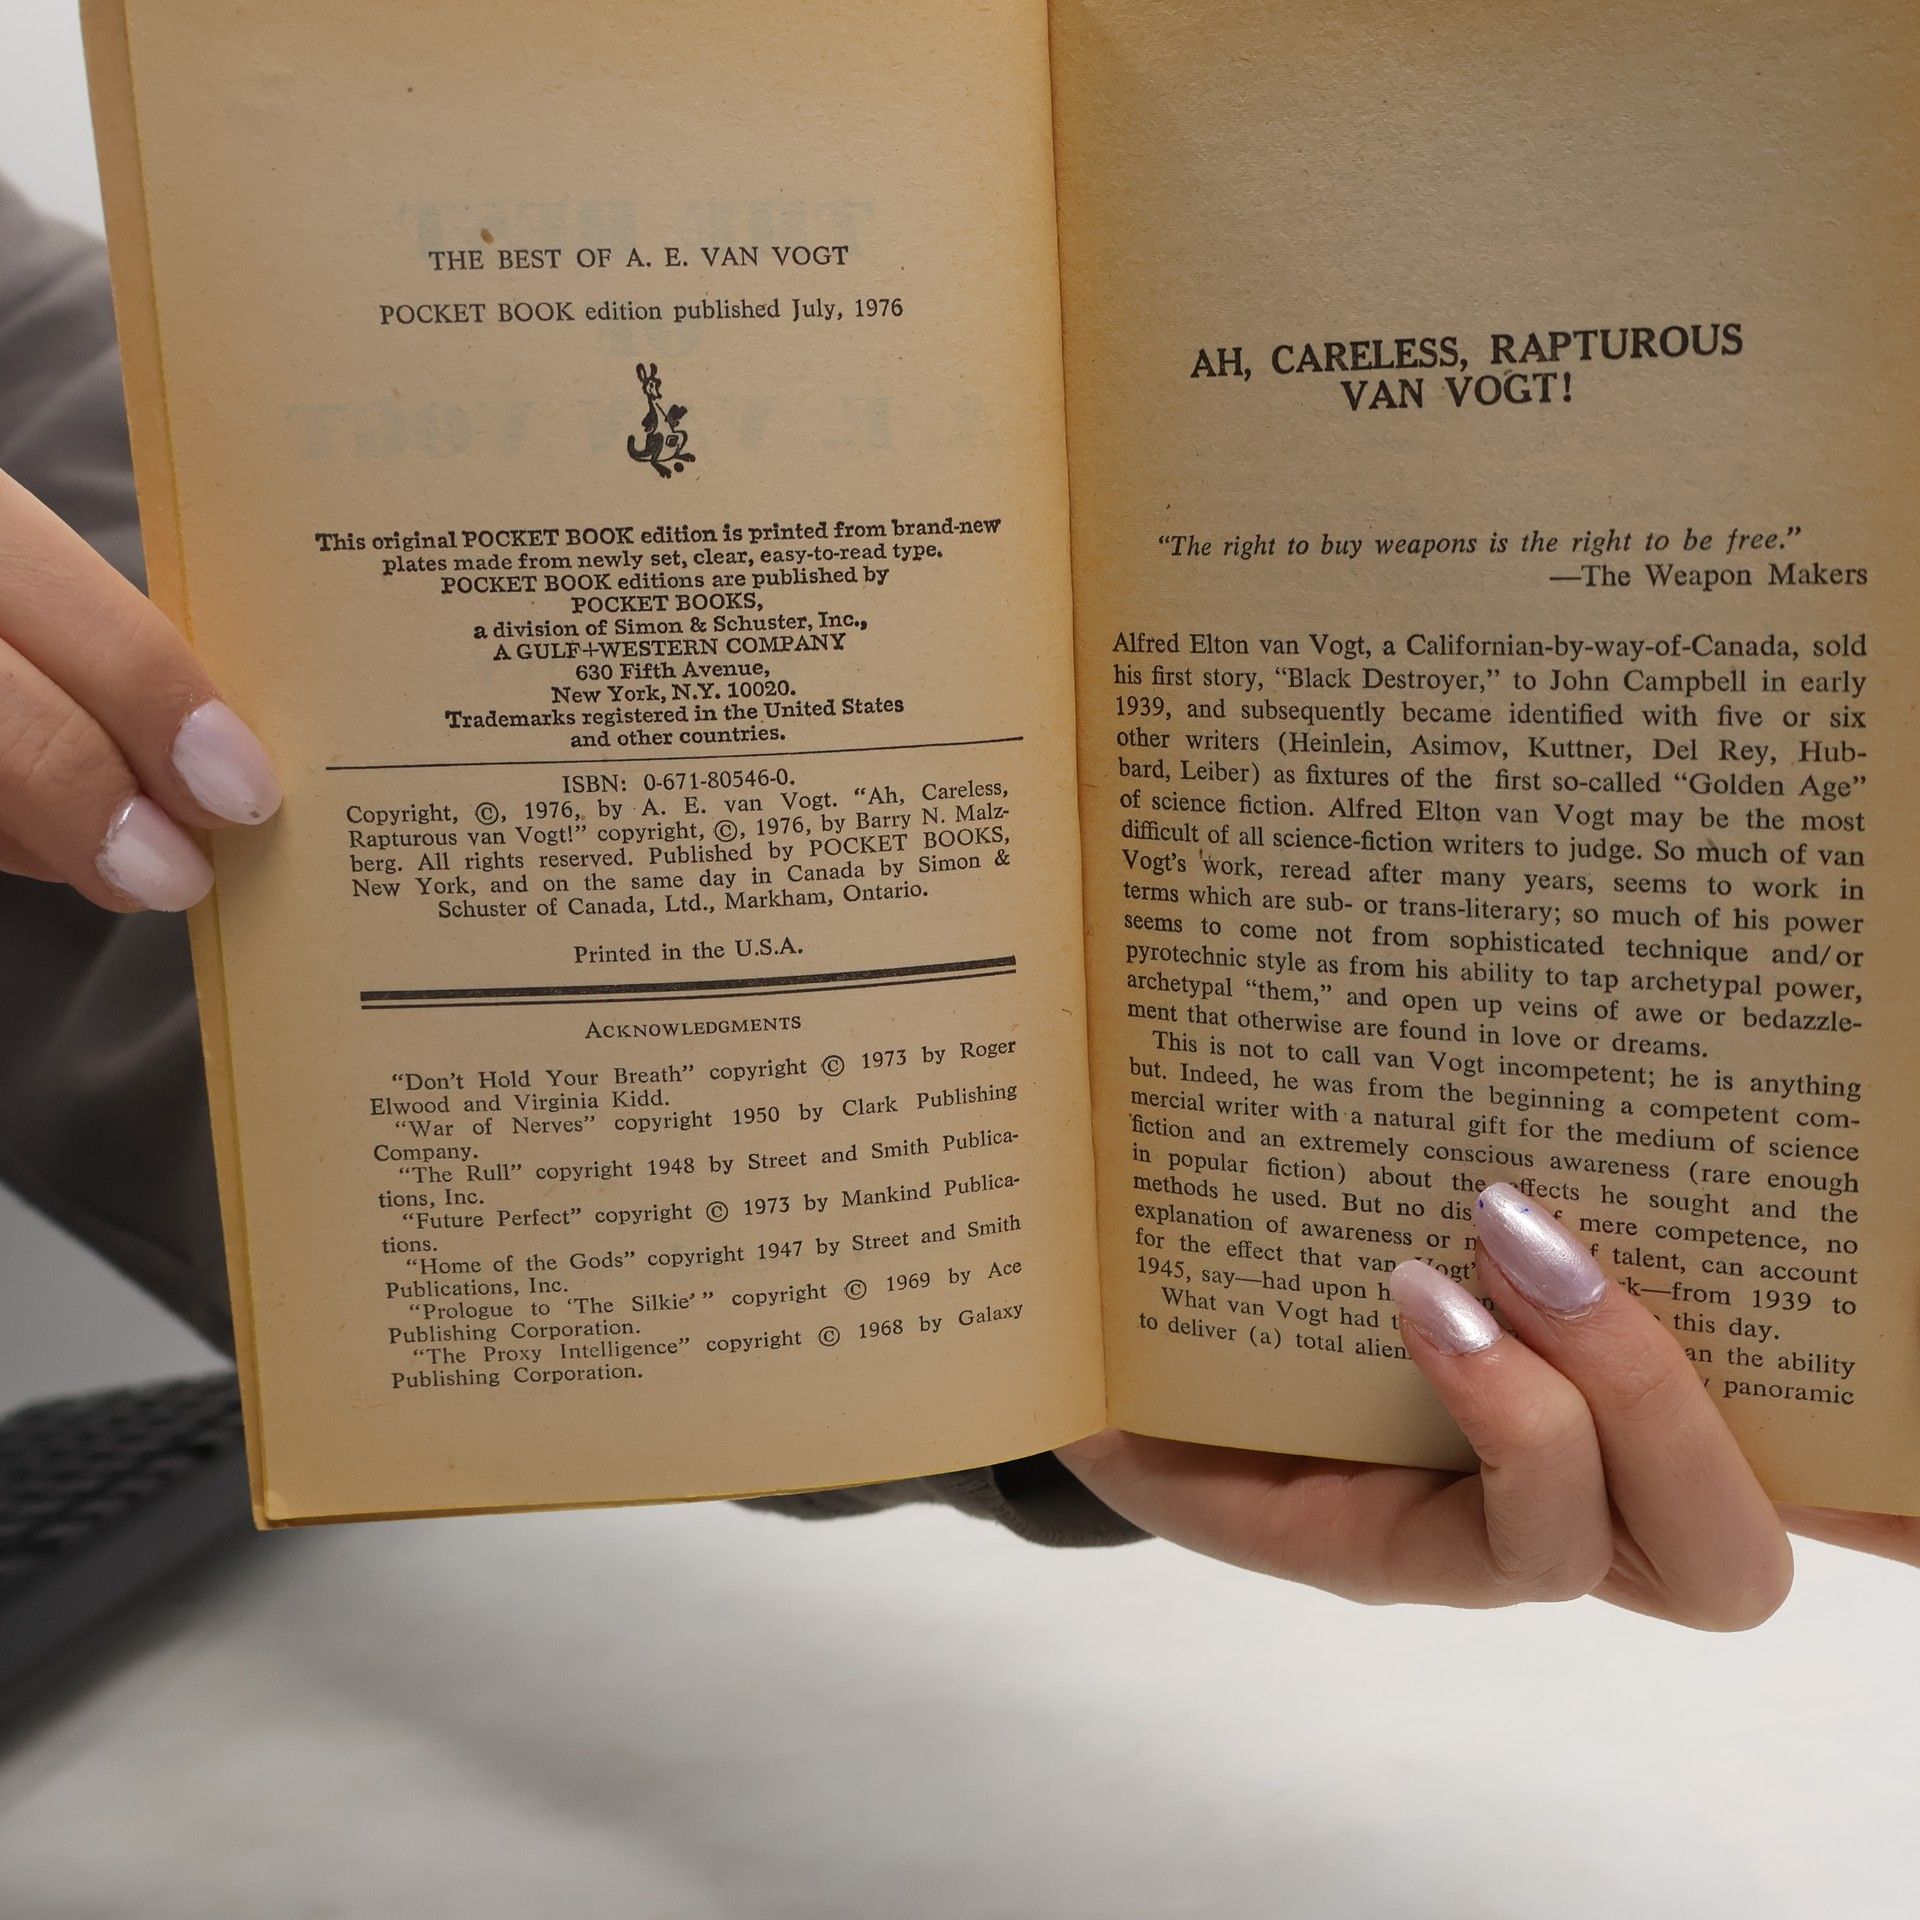 THE BEST OF A. E. VAN VOGT
POCKET BOOK edition published July, 1976
This original POCKET BOOK edition is printed from brand-new
plates made from newly set, clear, easy-to-read type.
POCKET BOOK editions are published by
POCKET BOOKS,
a division of Simon & Schuster, Inc.,
A GULF+WESTERN COMPANY
630 Fifth Avenue,
New York, N.Y. 10020.
Trademarks registered in the United States
and other countries.
ISBN: 0-671-80546-0.
Copyright, ©, 1976, by A. E. van Vogt. “Ah, Careless,
Rapturous van Vogt!” copyright, ©, 1976, by Barry N. Malz-
berg. All rights reserved. Published by POCKET BOOKS,
New York, and on the same day in Canada by Simon &
Schuster of Canada, Ltd., Markham, Ontario.
Printed in the U.S.A.
ACKNOWLEDGMENTS
“Don’t Hold Your Breath” copyright © 1973 by Roger
Elwood and Virginia Kidd.
“War of Nerves” copyright 1950 by Clark Publishing
Company.
“The Rull” copyright 1948 by Street and Smith Publica-
tions, Inc.
“Future Perfect” copyright © 1973 by Mankind Publica-
tions.
“Home of the Gods” copyright 1947 by Street and Smith
Publications, Inc.
“Prologue to ‘The Silkie’ ” copyright © 1969 by Ace
Publishing Corporation.
“The Proxy Intelligence” copyright © 1968 by Galaxy
Publishing Corporation.
AH, CARELESS, RAPTUROUS
VAN VOGT!
“The right to buy weapons is the right to be free.”
—The Weapon Makers
Alfred Elton van Vogt, a Californian-by-way-of-Canada, sold
his first story, “Black Destroyer,” to John Campbell in early
1939, and subsequently became identified with five or six
other writers (Heinlein, Asimov, Kuttner, Del Rey, Hub-
bard, Leiber) as fixtures of the first so-called “Golden Age”
of science fiction. Alfred Elton van Vogt may be the most
difficult of all science-fiction writers to judge. So much of van
Vogt’s work, reread after many years, seems to work in
terms which are sub- or trans-literary; so much of his power
seems to come not from sophisticated technique and/or
pyrotechnic style as from his ability to tap archetypal power,
archetypal “them,” and open up veins of awe or bedazzle-
ment that otherwise are found in love or dreams.
This is not to call van Vogt incompetent; he is anything
but. Indeed, he was from the beginning a competent com-
mercial writer with a natural gift for the medium of science
fiction and an extremely conscious awareness (rare enough
in popular fiction) about the effects he sought and the
methods he used. But no mere competence, no
explanation of awareness or talent, can account
for the effect that van Vogt’ —from 1939 to
1945, say—had upon this day.
What van Vogt had the ability
to deliver (a) total panoramic